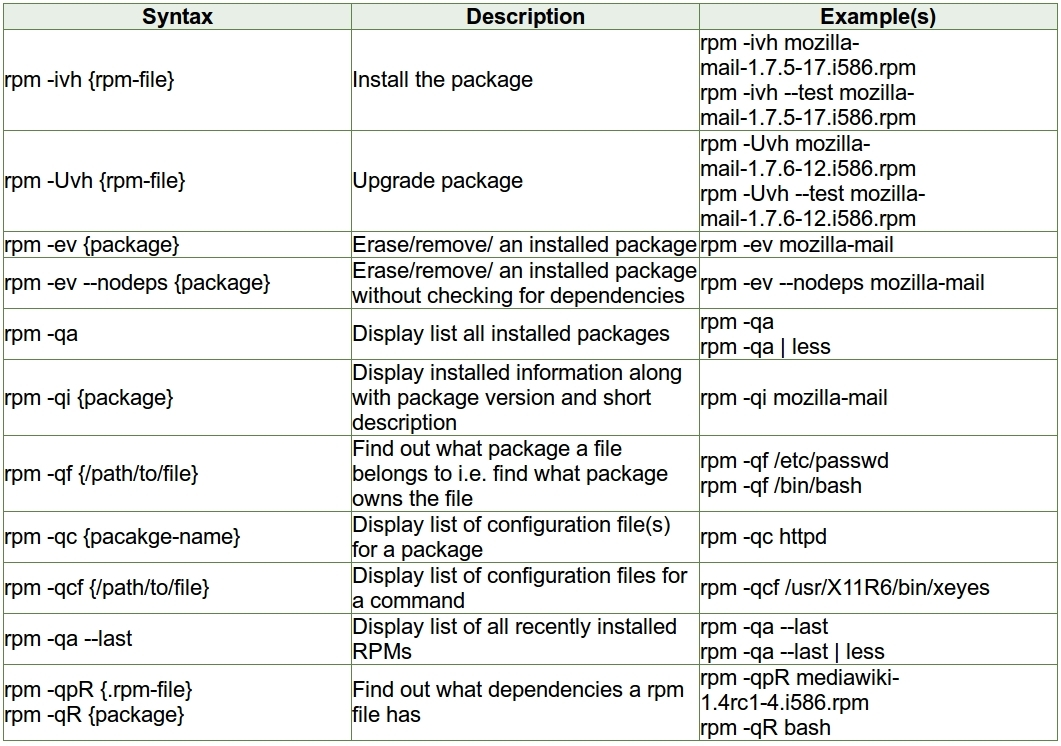 Syntax Description Example(s)
rpm -ivh {rpm-file}
Install the package
rpm -ivh mozilla-
mail-1.7.5-17.i586.rpm
rpm -ivh --test mozilla-
mail-1.7.5-17.i586.rpm
rpm -Uvh {rpm-file}
Upgrade package
rpm -Uvh mozilla-
mail-1.7.6-12.i586.rpm
rpm -Uvh --test mozilla-
mail-1.7.6-12.i586.rpm
rpm -ev {package}
Erase/remove/ an installed package
rpm -ev mozilla-mail
rpm -ev --nodeps {package}
Erase/remove/ an installed package
without checking for dependencies
rpm -ev --nodeps mozilla-mail
rpm -qa
Display list all installed packages
rpm -qa
rpm -qa | less
rpm -qi {package}
Display installed information along
with package version and short
description
rpm -qi mozilla-mail
rpm -qf {/path/to/file}
Find out what package a file
belongs to i.e. find what package
owns the file
rpm -qf /etc/passwd
rpm -qf /bin/bash
rpm -qc {pacakge-name}
Display list of configuration file(s)
for a package
rpm -qc httpd
rpm -qcf {/path/to/file}
Display list of configuration files for
a command
rpm -qcf /usr/X11R6/bin/xeyes
rpm -qa --last
Display list of all recently installed
RPMs
rpm -qa --last
rpm -qa --last | less
rpm -qpR {.rpm-file}
rpm -qR {package}
Find out what dependencies a rpm
file has
rpm -qpR mediawiki-
1.4rc1-4.i586.rpm
rpm -qR bash